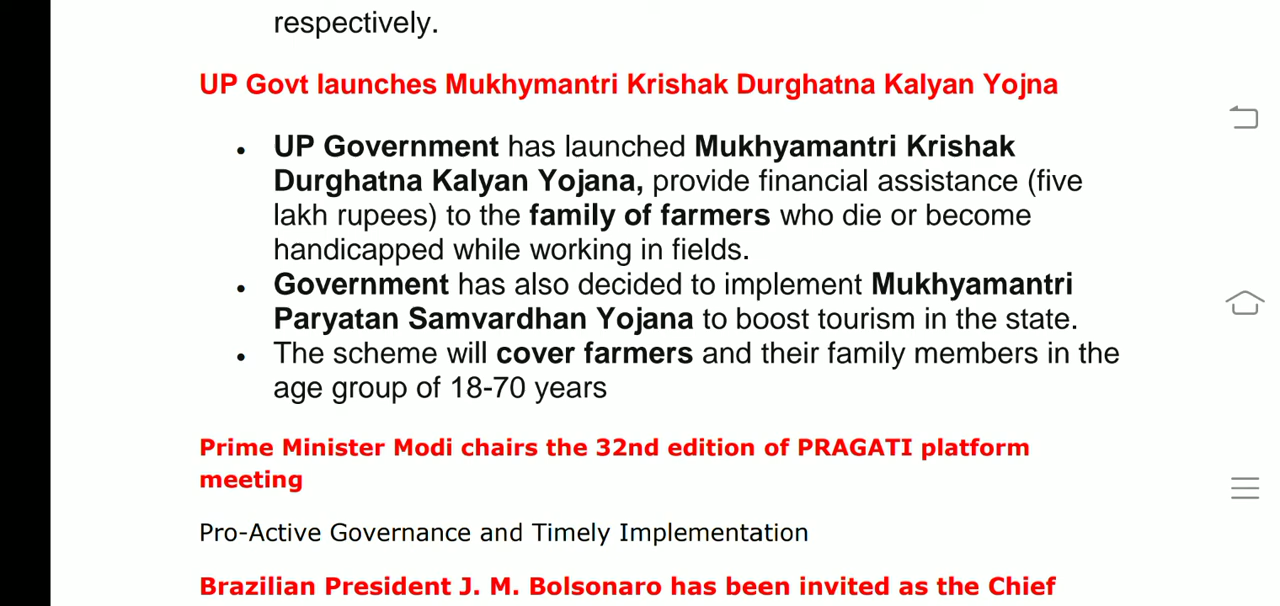 respectively.
UP Govt launches Mukhymantri Krishak Durghatna Kalyan Yojna
• UP Government has launched Mukhyamantri Krishak
Durghatna Kalyan Yojana, provide financial assistance (five
lakh rupees) to the family of farmers who die or become
handicapped while working in fields.
• Government has also decided to implement Mukhyamantri
Paryatan Samvardhan Yojana to boost tourism in the state.
• The scheme will cover farmers and their family members in the
age group of 18-70 years
Prime Minister Modi chairs the 32nd edition of PRAGATI platform
meeting
Pro-Active Governance and Timely Implementation
Brazilian President J. M. Bolsonaro has been invited as the Chief